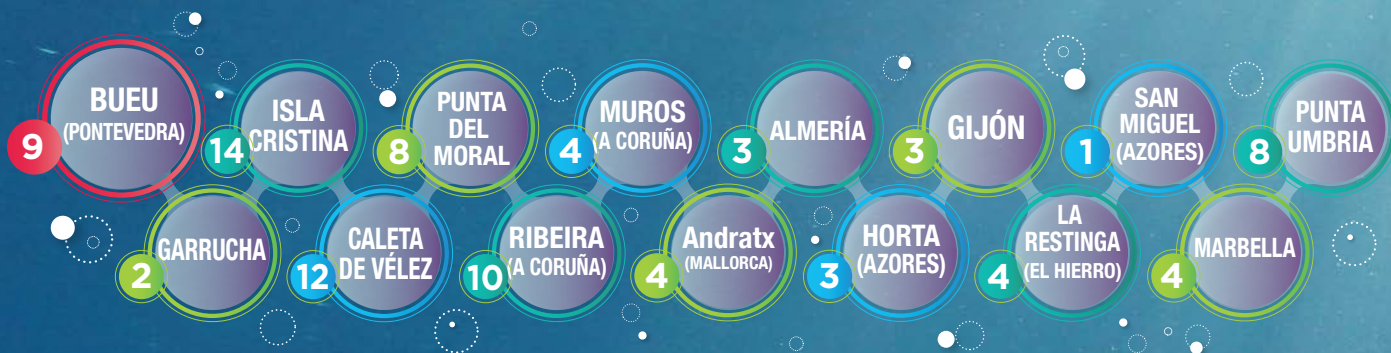 9
BUEU
(PONTEVEDRA)
2
GARRUCHA
14
ISLA
CRISTINA
12
CALETA
DE VÉLEZ
8
PUNTA
DEL
MORAL
10
RIBEIRA
(A CORUÑA)
4
MUROS
(A CORUÑA)
4
Andratx
(MALLORCA)
3
ALMERÍA
3
HORTA
(AZORES)
3
GIJÓN
4
LA
RESTINGA
(EL HIERRO)
1
SAN
MIGUEL
(AZORES)
4
MARBELLA
8
PUNTA
UMBRIA